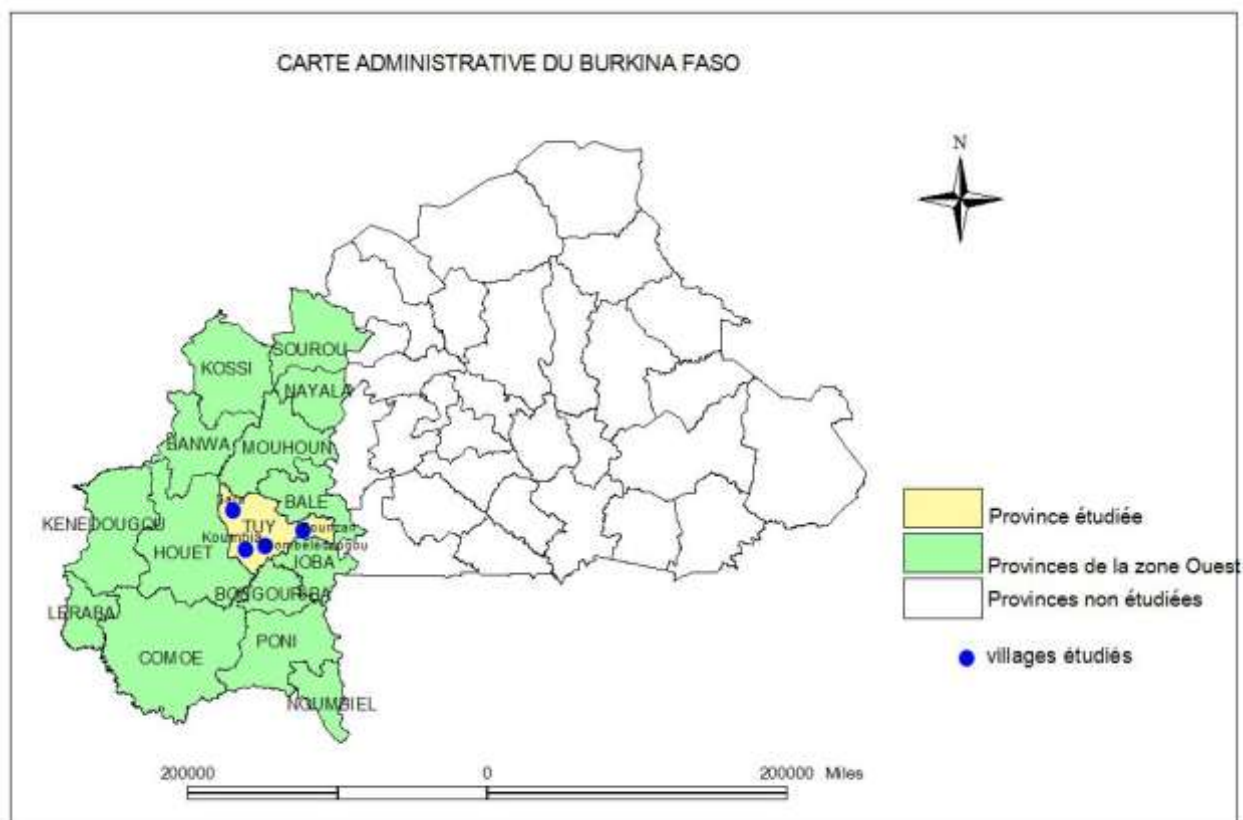 CARTE ADMINISTRATIVE DU BURKINA FASO
N
SOUROU
KOSSI
NAYALA
BANWA
MOUHOUN
BALE
KENEDOUGOU
TUY
Koumbia
HOUET
IOBA
BOUGOURIBA
LERABA
PONI
COMOE
NOUMBIEL
Province étudiée
Provinces de la zone Ouest
Provinces non étudiées
villages étudiés
200000 0 200000 Miles